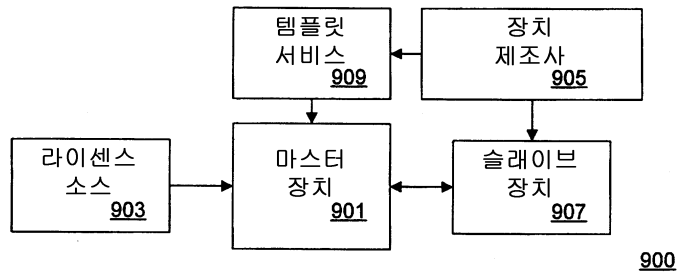 템플릿
서비스
909
장치
제조사
905
라이센스
소스
903
마스터
장치
901
슬래이브
장치
907
900